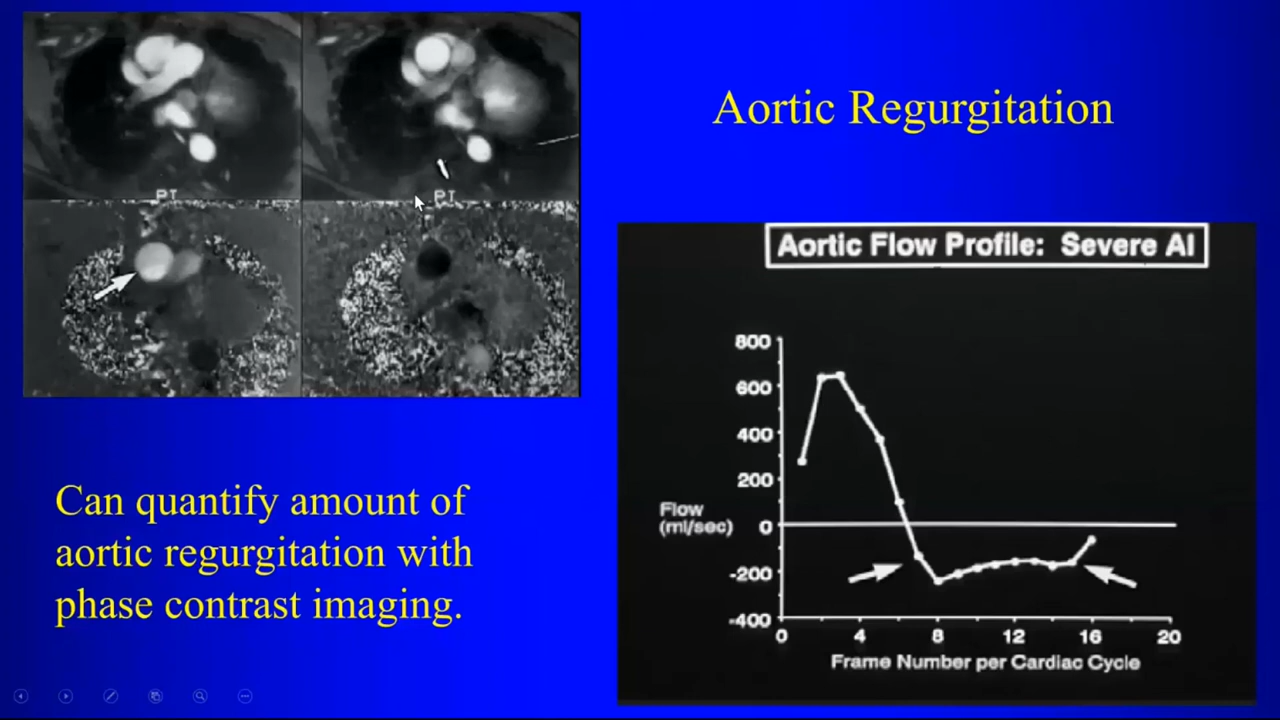 Aortic Regurgitation
PI
PI
Can quantify amount of
aortic regurgitation with
phase contrast imaging.
Aortic Flow Profile: Severe AI
800
600
400
200
0
-200
-400
Flow
(ml/sec)
0 4 8 12 16 20
Frame Number per Cardiac Cycle